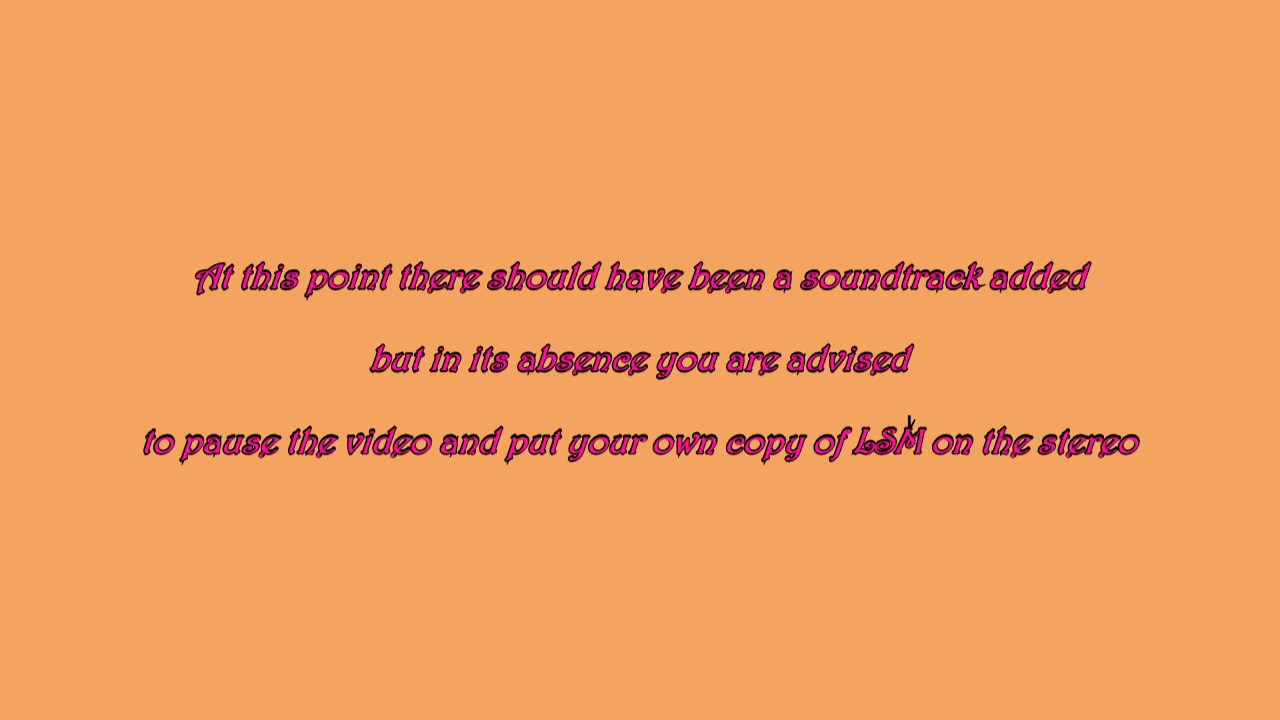 At this point there should have been a soundtrack added
but in its absence you are advised
to pause the video and put your own copy of LSM on the stereo